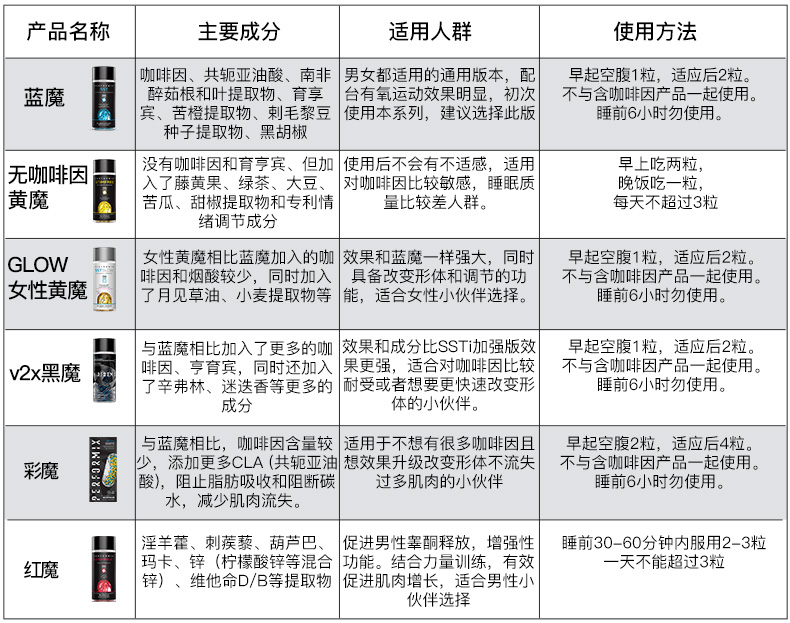 产品名称
主要成分
适用人群
使用方法
蓝魔
咖啡因、共轭亚油酸、南非
醉茄根和叶提取物、育享
宾、苦橙提取物、刺毛黎豆
种子提取物、黑胡椒
男女都适用的通用版本，配
台有氧运动效果明显，初次
使用本系列，建议选择此版
早起空腹1粒，适应后2粒。
不与含咖啡因产品一起使用。
睡前6小时勿使用。
无咖啡因
黄魔
没有咖啡因和育亨宾、但加
入了藤黄果、绿茶、大豆、
苦瓜、甜椒提取物和专利情
绪调节成分
使用后不会有不适感，适用
对咖啡因比较敏感，睡眠质
量比较差人群。
早上吃两粒，
晚饭吃一粒，
每天不超过3粒
GLOW
女性黄魔
女性黄魔相比蓝魔加入的咖
啡因和烟酸较少，同时加入
了月见草油、小麦提取物等
效果和蓝魔一样强大，同时
具备改变形体和调节的功
能，适合女性小伙伴选择。
早起空腹1粒，适应后2粒。
不与含咖啡因产品一起使用。
睡前6小时勿使用。
v2x黑魔
与蓝魔相比加入了更多的咖
啡因、亨育宾，同时还加入
了辛弗林、迷迭香等更多的
成分
效果和成分比SSTi加强版效
果更强，适合对咖啡因比较
耐受或者想要更快速改变形
体的小伙伴。
早起空腹1粒，适应后2粒。
不与含咖啡因产品一起使用。
睡前6小时勿使用。
彩魔
PERFORMIX
与蓝魔相比，咖啡因含量较
少，添加更多CLA (共轭亚油
酸)，阻止脂肪吸收和阻断碳
水，减少肌肉流失。
适用于不想有很多咖啡因且
想效果升级改变形体不流失
过多肌肉的小伙伴
早起空腹2粒，适应后4粒。
不与含咖啡因产品一起使用。
睡前6小时勿使用。
红魔
淫羊藿、刺蒺藜、葫芦巴、
玛卡、锌（柠檬酸锌等混合
锌）、维他命D/B等提取物
促进男性睾酮释放，增强性
功能。结合力量训练，有效
促进肌肉增长，适合男性小
伙伴选择
睡前30-60分钟内服用2-3粒
一天不能超过3粒